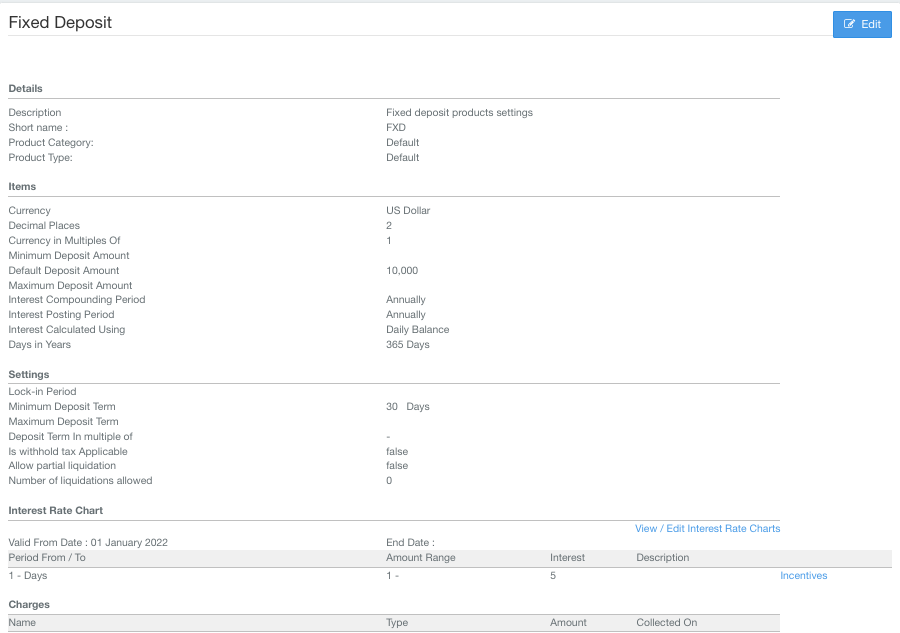 Fixed Deposit
Edit
Details
Description Fixed deposit products settings
Short name : FXD
Product Category: Default
Product Type: Default
Items
Currency US Dollar
Decimal Places 2
Currency in Multiples Of 1
Minimum Deposit Amount
Default Deposit Amount 10,000
Maximum Deposit Amount
Interest Compounding Period Annually
Interest Posting Period Annually
Interest Calculated Using Daily Balance
Days in Years 365 Days
Settings
Lock-in Period
Minimum Deposit Term 30 Days
Maximum Deposit Term
Deposit Term In multiple of -
Is withhold tax Applicable false
Allow partial liquidation false
Number of liquidations allowed 0
Interest Rate Chart
View / Edit Interest Rate Charts
Valid From Date : 01 January 2022 End Date :
Period From / To Amount Range Interest Description
1 - Days 1 - 5 Incentives
Charges
Name Type Amount Collected On